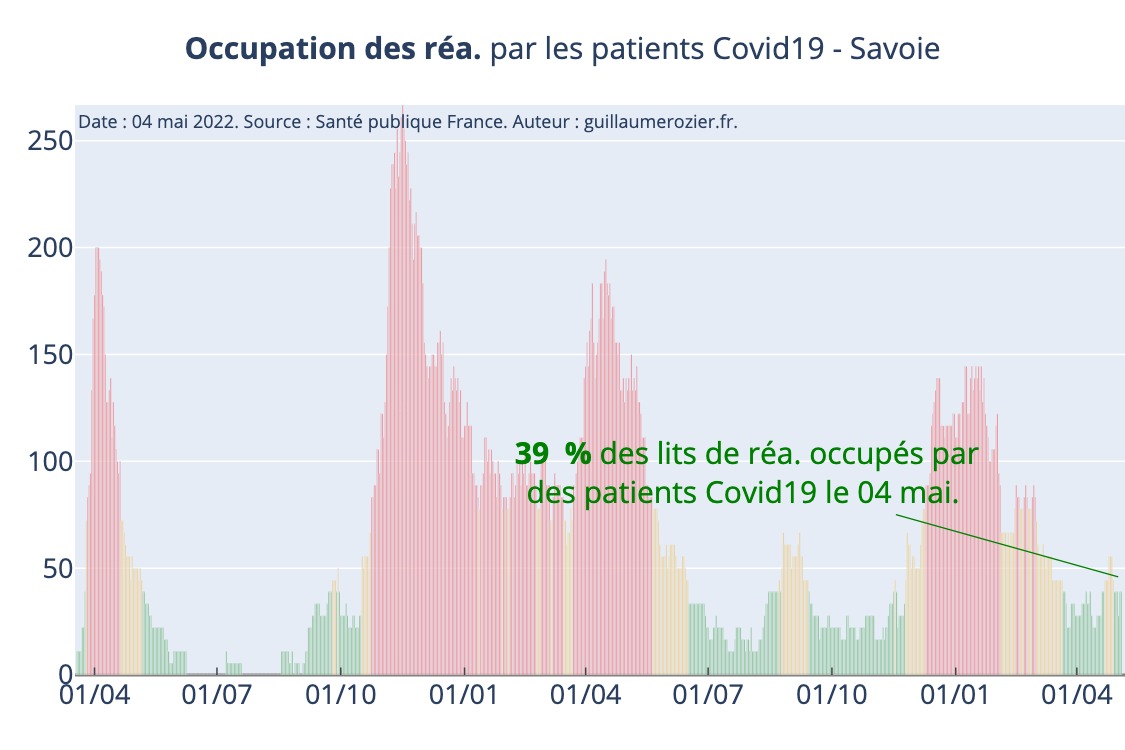 Occupation des réa. par les patients Covid19 - Savoie
Date : 04 mai 2022. Source : Santé publique France. Auteur : guillaumerozier.fr.
250
200
150
100
50
0
39  % des lits de réa. occupés par
des patients Covid19 le 04 mai.
01/04 01/07 01/10 01/01 01/04 01/07 01/10 01/01 01/04